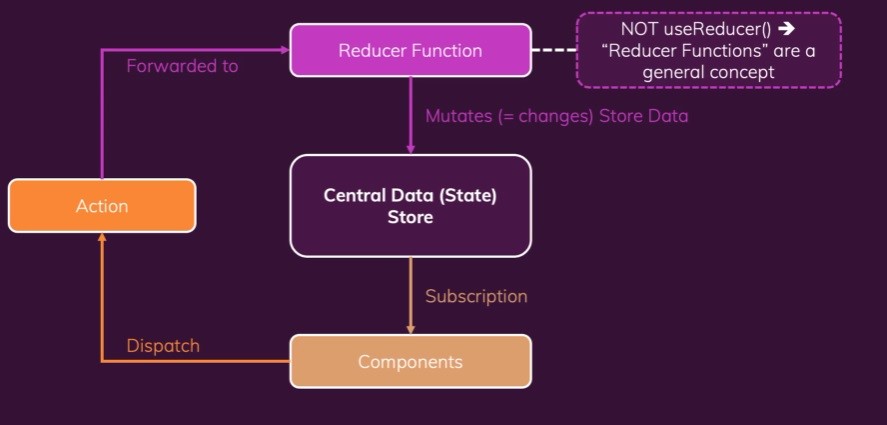 NOT useReducer() ➔
Reducer Function
“Reducer Functions” are a
general concept
Forwarded to
Mutates (= changes) Store Data
Central Data (State)
Store
Action
Subscription
Dispatch
Components